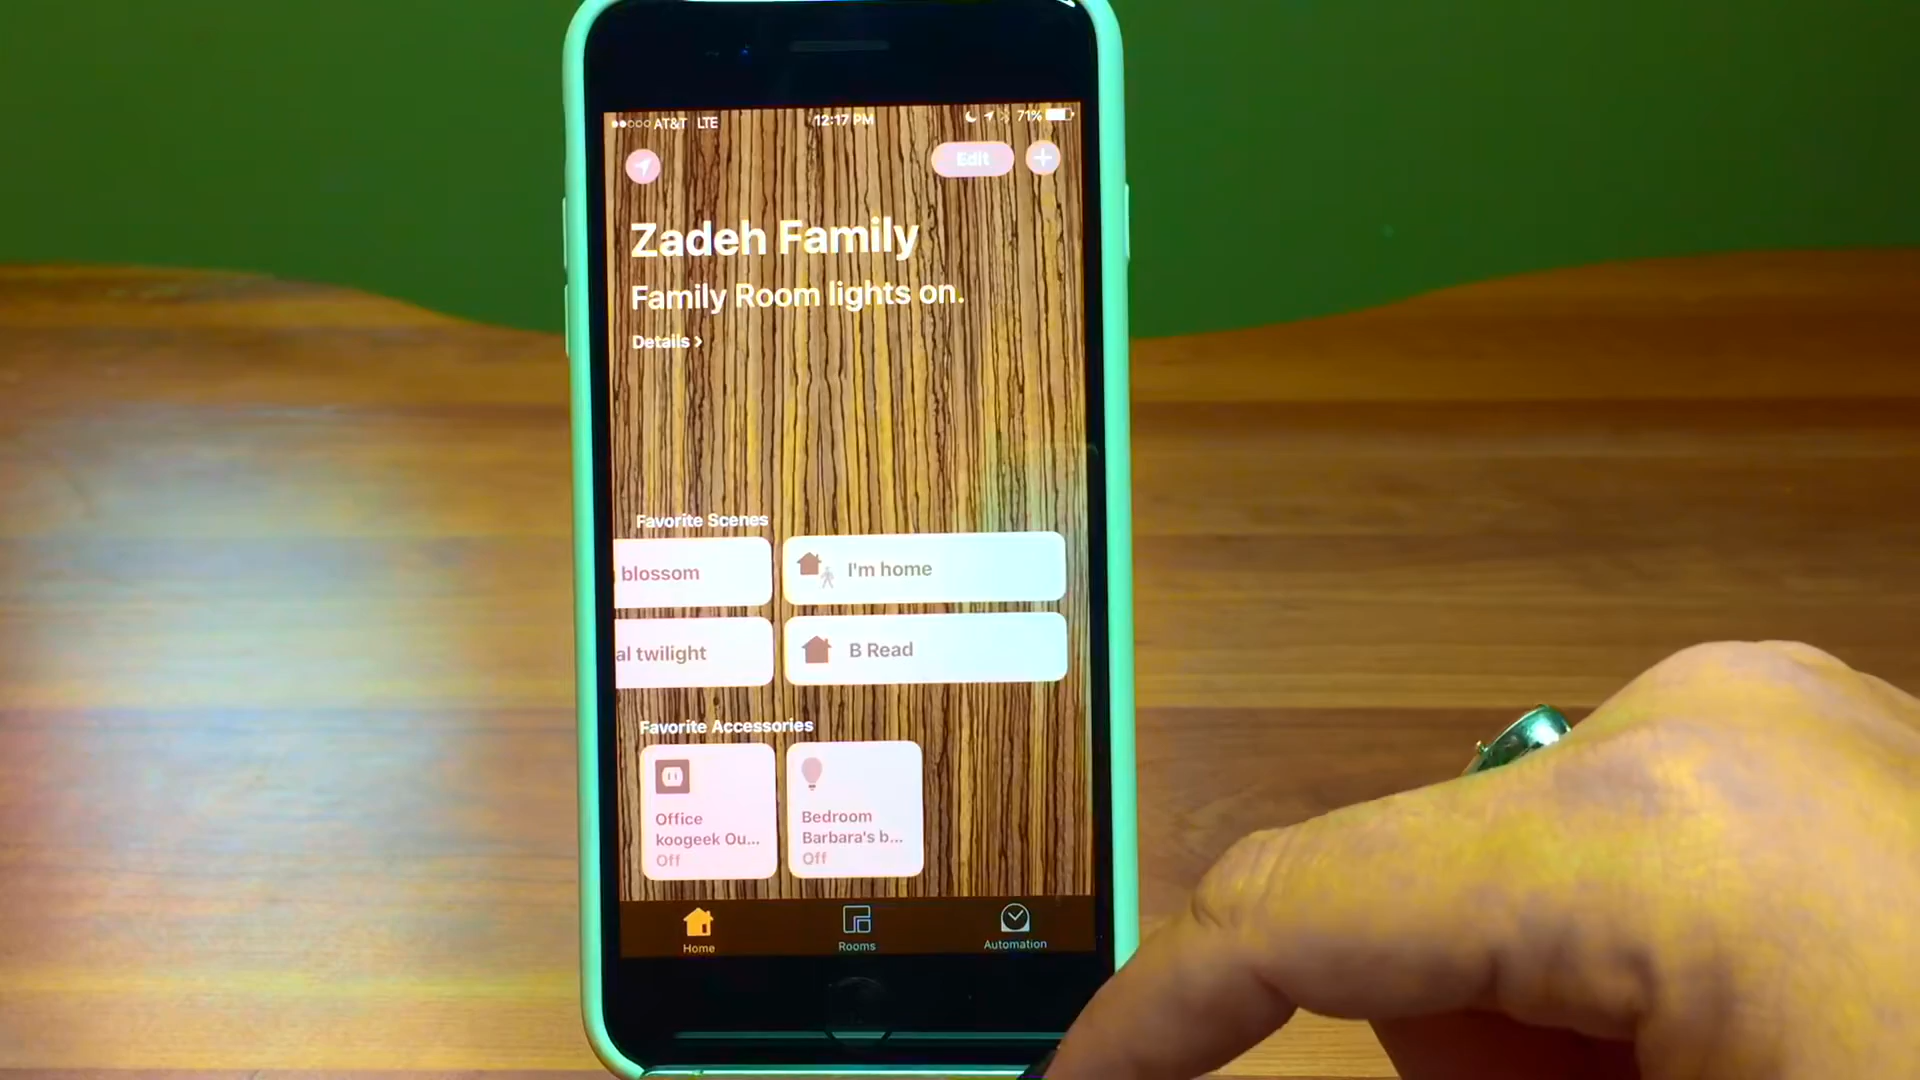 AT&T LTE 12:17 PM 71%
Edit
Zadeh Family
Family Room lights on.
Details
Favorite Scenes
blossom
I'm home
al twilight
B Read
Favorite Accessories
Office
koogeek Ou...
Off
Bedroom
Barbara's b...
Off
Home
Rooms
Automation